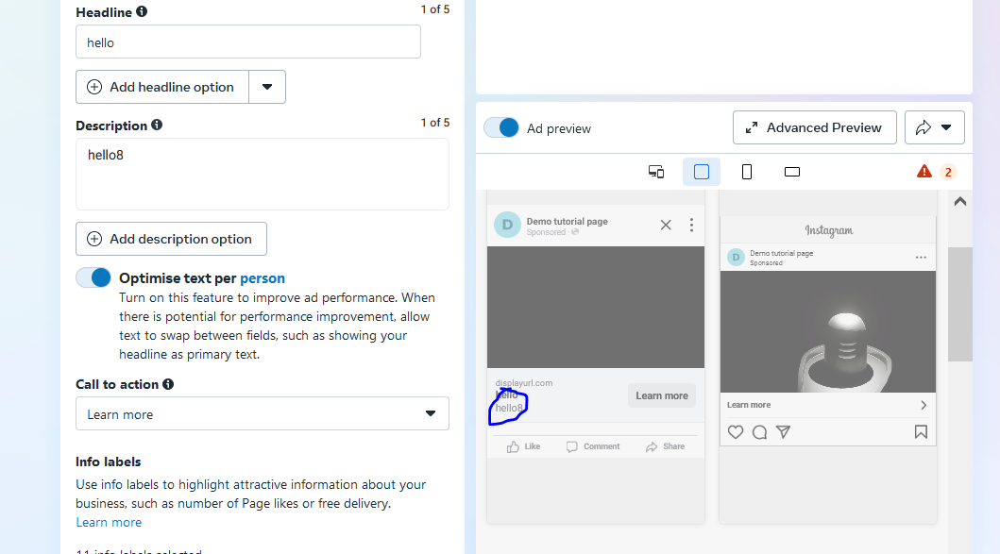 Headline
1 of 5
hello
Add headline option
Description
1 of 5
hello8
Add description option
Optimise text per person
Turn on this feature to improve ad performance. When
there is potential for performance improvement, allow
text to swap between fields, such as showing your
headline as primary text.
Call to action
Learn more
Info labels
Use info labels to highlight attractive information about your
business, such as number of Page likes or free delivery.
Learn more
11 info labels selected
Ad preview
Advanced Preview
2
D
Demo tutorial page
Sponsored ·
displayurl.com
hello
hello8
Learn more
Like
Comment
Share
Instagram
D
Demo tutorial page
Sponsored
Learn more